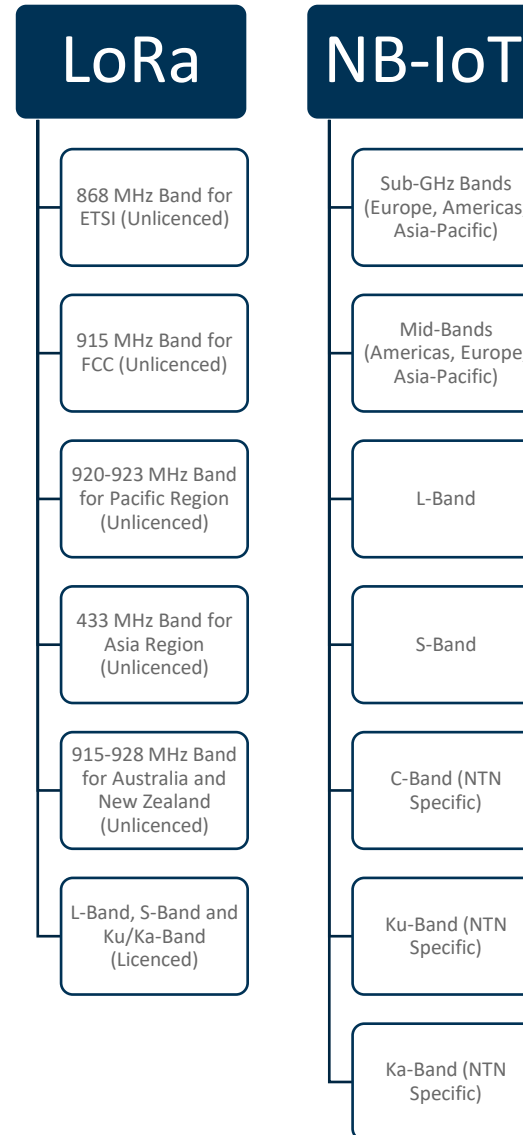 LoRa
868 MHz Band for
ETSI (Unlicenced)
915 MHz Band for
FCC (Unlicenced)
920-923 MHz Band
for Pacific Region
(Unlicenced)
433 MHz Band for
Asia Region
(Unlicenced)
915-928 MHz Band
for Australia and
New Zealand
(Unlicenced)
L-Band, S-Band and
Ku/Ka-Band
(Licenced)
NB-IoT
Sub-GHz Bands
(Europe, Americas
Asia-Pacific)
Mid-Bands
(Americas, Europe
Asia-Pacific)
L-Band
S-Band
C-Band (NTN
Specific)
Ku-Band (NTN
Specific)
Ka-Band (NTN
Specific)